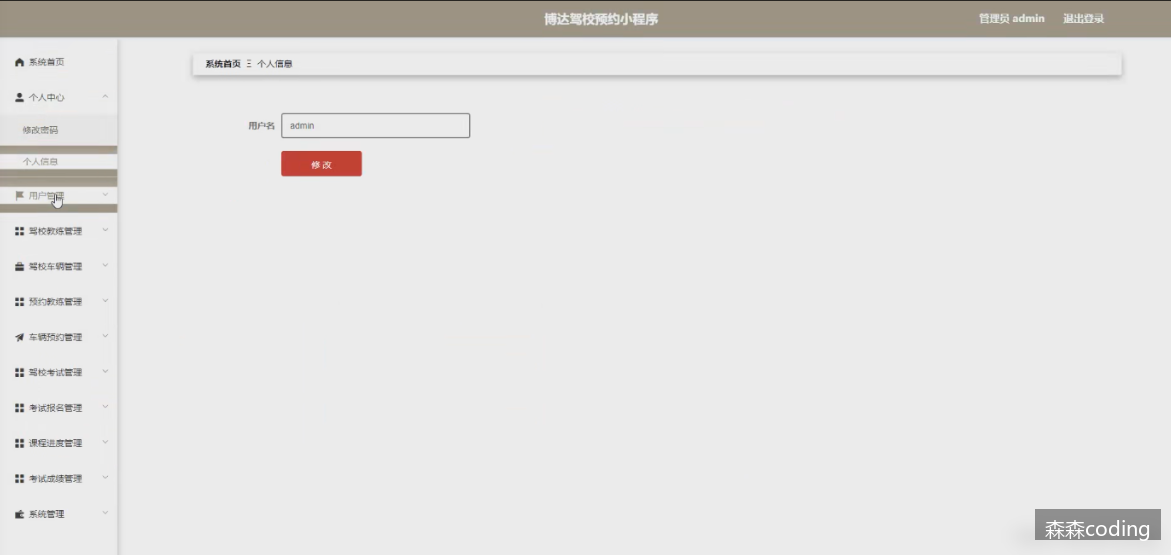 博达驾校预约小程序
管理员 admin 退出登录
系统首页
个人中心
修改密码
个人信息
用户管理
驾校教练管理
驾校车辆管理
预约教练管理
车辆预约管理
驾校考试管理
考试报名管理
课程进度管理
考试成绩管理
系统管理
系统首页 Ξ 个人信息
用户名 admin
修改
森森coding